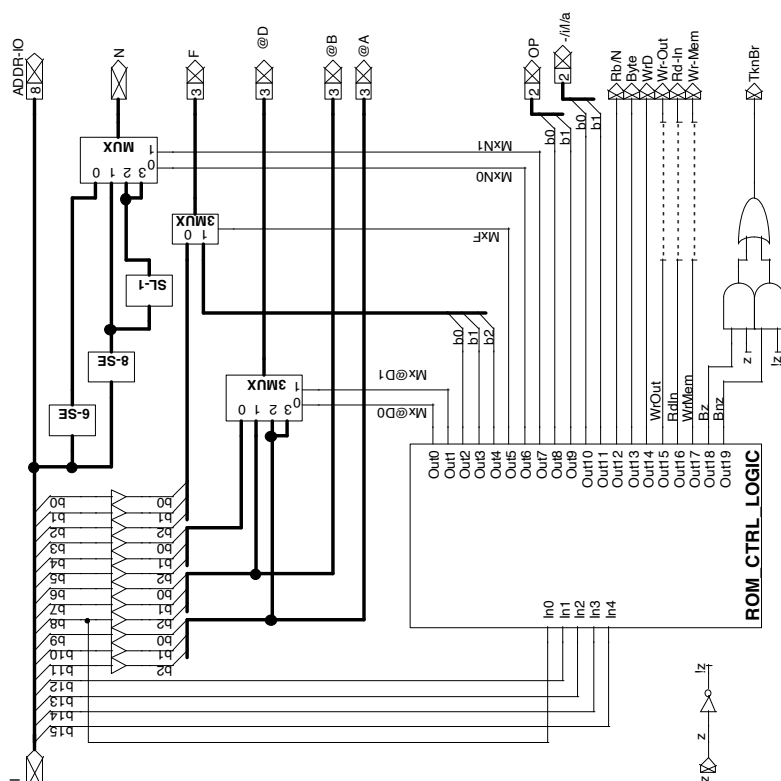 ADDR-IO
8
N
F
3
@D
3
@B
3
@A
3
OP
2
-/i/l/a
2
Rb/N
Byte
WrD
Wr-Out
Rd-In
Wr-Mem
TknBr
b0
b1
b0
b1
MUX
1
0
0 1 2 3
MxN1
MxN0
3MUX
0 1
MxF
SL-1
8-SE
6-SE
b0
b1
b2
3MUX
1
0
0 1 2 3
Mx@D1
Mx@D0
WrOut
RdIn
WrMem
Bz
Bnz
z
!z
Out0
Out1
Out2
Out3
Out4
Out5
Out6
Out7
Out8
Out9
Out10
Out11
Out12
Out13
Out14
Out15
Out16
Out17
Out18
Out19
ROM_CTRL_LOGIC
b0 b0
b1 b1
b2 b2
b3 b0
b4 b1
b5 b2
b6 b0
b7 b1
b8 b2
b9 b0
b10 b1
b11 b2
b12
b13
b14
b15
In0
In1
In2
In3
In4
!z
z
z
I